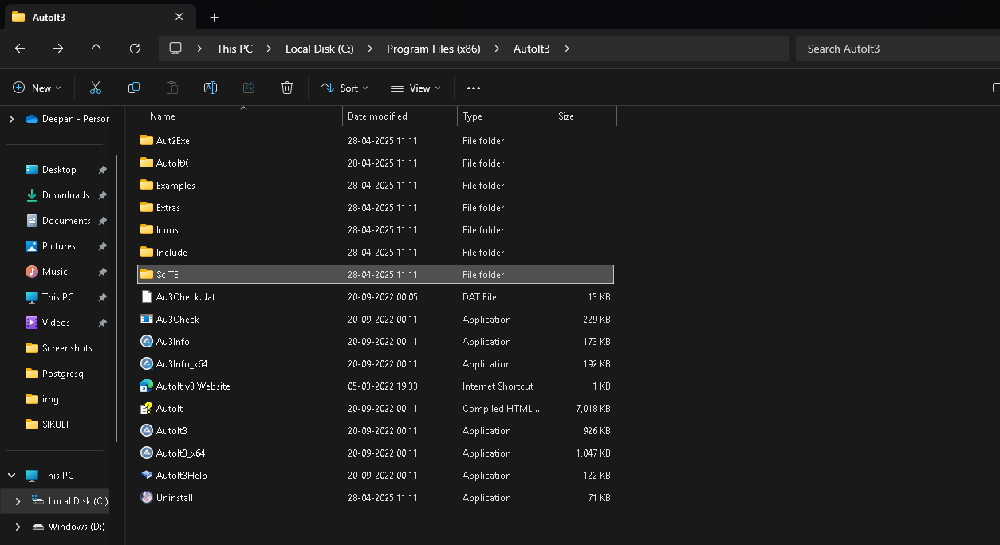 AutoIt3
This PC Local Disk (C:) Program Files (x86) AutoIt3 Search AutoIt3
New Sort View
Deepan - Person
Desktop
Downloads
Documents
Pictures
Music
This PC
Videos
Screenshots
Postgresql
img
SIKULI
This PC
Local Disk (C:)
Windows (D:)
Name Date modified Type Size
Aut2Exe 28-04-2025 11:11 File folder
AutoItX 28-04-2025 11:11 File folder
Examples 28-04-2025 11:11 File folder
Extras 28-04-2025 11:11 File folder
Icons 28-04-2025 11:11 File folder
Include 28-04-2025 11:11 File folder
SciTE 28-04-2025 11:11 File folder
Au3Check.dat 20-09-2022 00:05 DAT File 13 KB
Au3Check 20-09-2022 00:11 Application 229 KB
Au3Info 20-09-2022 00:11 Application 173 KB
Au3Info_x64 20-09-2022 00:11 Application 192 KB
AutoIt v3 Website 05-03-2022 19:33 Internet Shortcut 1 KB
AutoIt 20-09-2022 00:11 Compiled HTML ... 7,018 KB
AutoIt3 20-09-2022 00:11 Application 926 KB
AutoIt3_x64 20-09-2022 00:11 Application 1,047 KB
AutoIt3Help 20-09-2022 00:11 Application 122 KB
Uninstall 28-04-2025 11:11 Application 71 KB